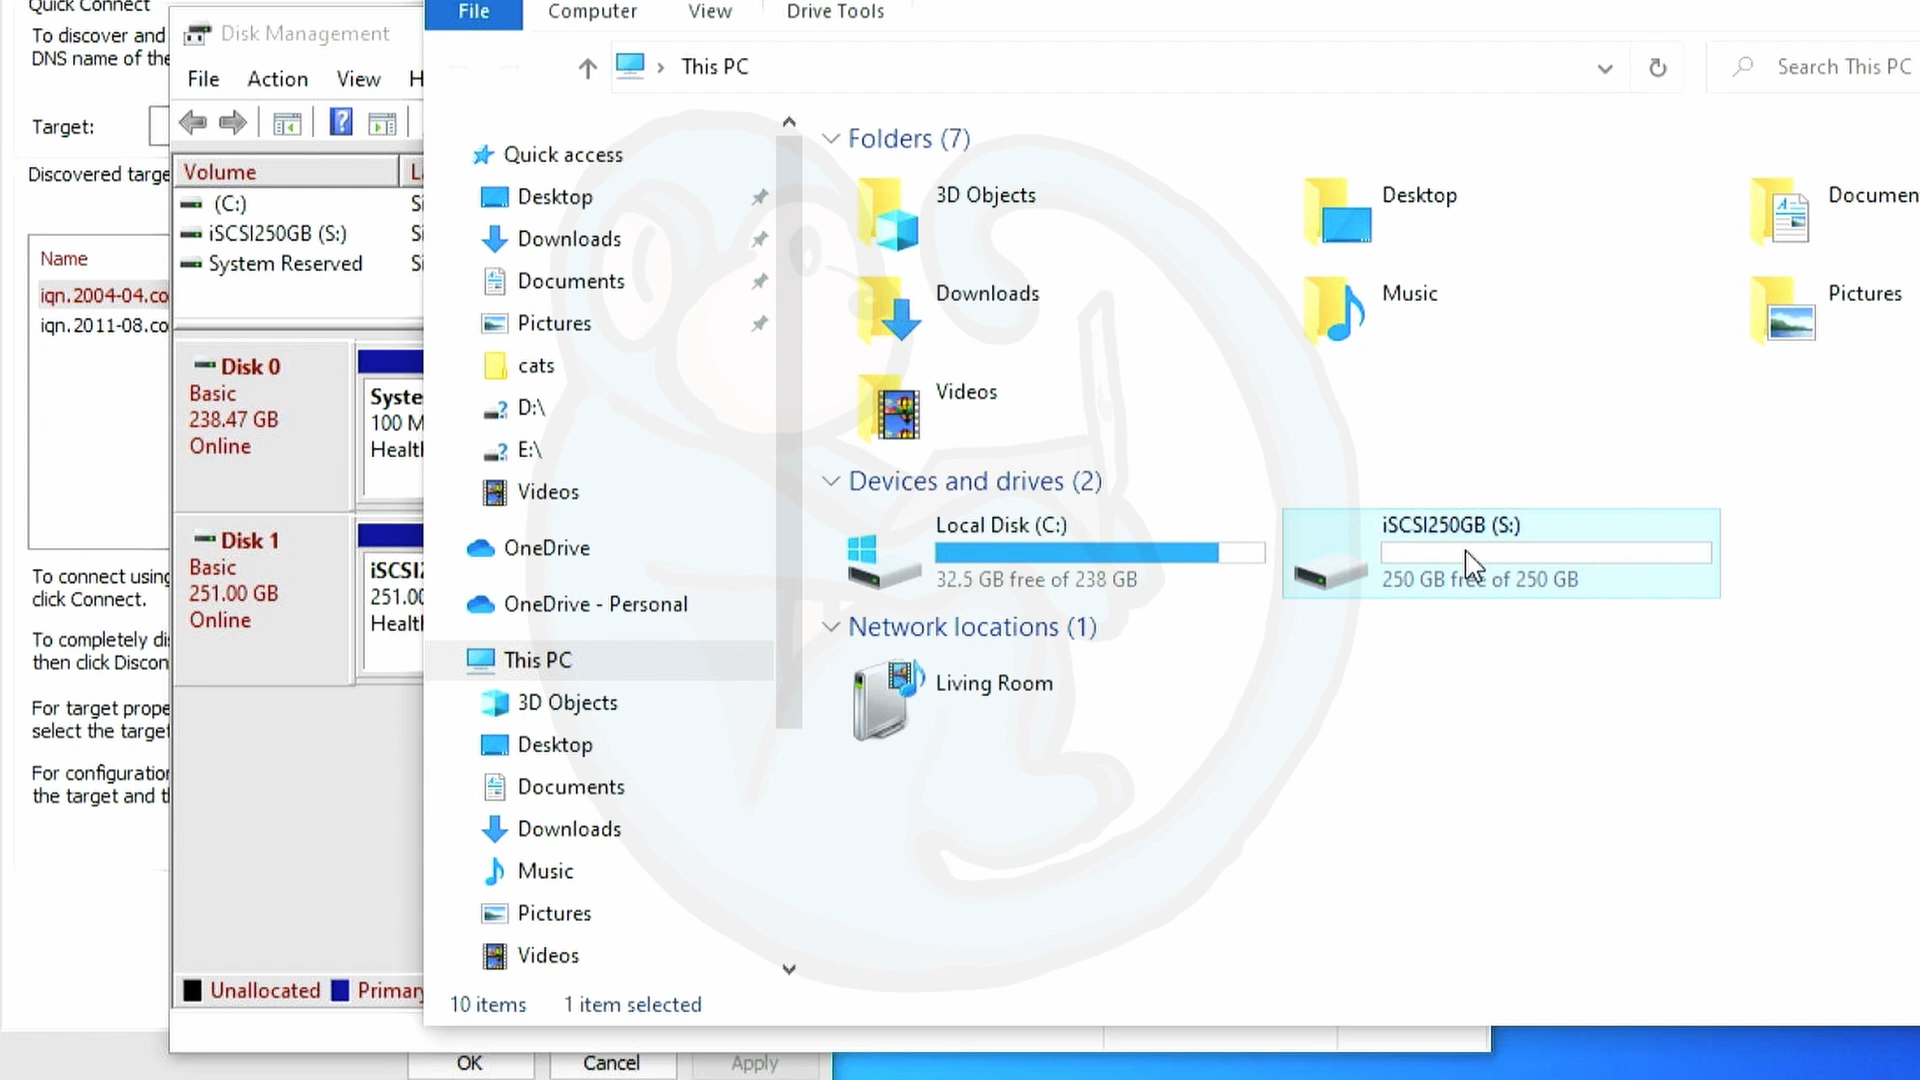 Quick Connect
To discover and
DNS name of the
Target:
Discovered targe
Name
iqn.2004-04.co
iqn.2011-08.co
To connect using
click Connect.
To completely di
then click Discon
For target prope
select the target
For configuration
the target and t
OK
Cancel
Apply
Disk Management
File
Action
View
H
Volume
L
(C:)
Si
iSCSI250GB (S:)
Si
System Reserved
Si
Disk 0
Basic
238.47 GB
Online
Syste
100 M
Healt
Disk 1
Basic
251.00 GB
Online
iSCSI
251.00
Healt
Unallocated
Primary
File
Computer
View
Drive Tools
This PC
Search This PC
Quick access
Desktop
Downloads
Documents
Pictures
cats
D:\
E:\
Videos
OneDrive
OneDrive - Personal
This PC
3D Objects
Desktop
Documents
Downloads
Music
Pictures
Videos
Folders (7)
3D Objects
Desktop
Documen
Downloads
Music
Pictures
Videos
Devices and drives (2)
Local Disk (C:)
32.5 GB free of 238 GB
iSCSI250GB (S:)
250 GB free of 250 GB
Network locations (1)
Living Room
10 items
1 item selected